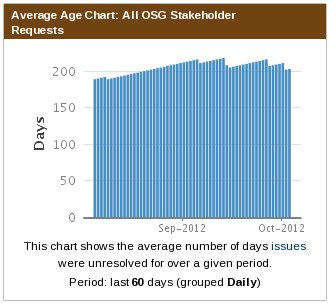 Average Age Chart: All OSG Stakeholder
Requests
200
150
100
50
0
Days
Sep-2012
Oct-2012
This chart shows the average number of days issues
were unresolved for over a given period.
Period: last 60 days (grouped Daily)